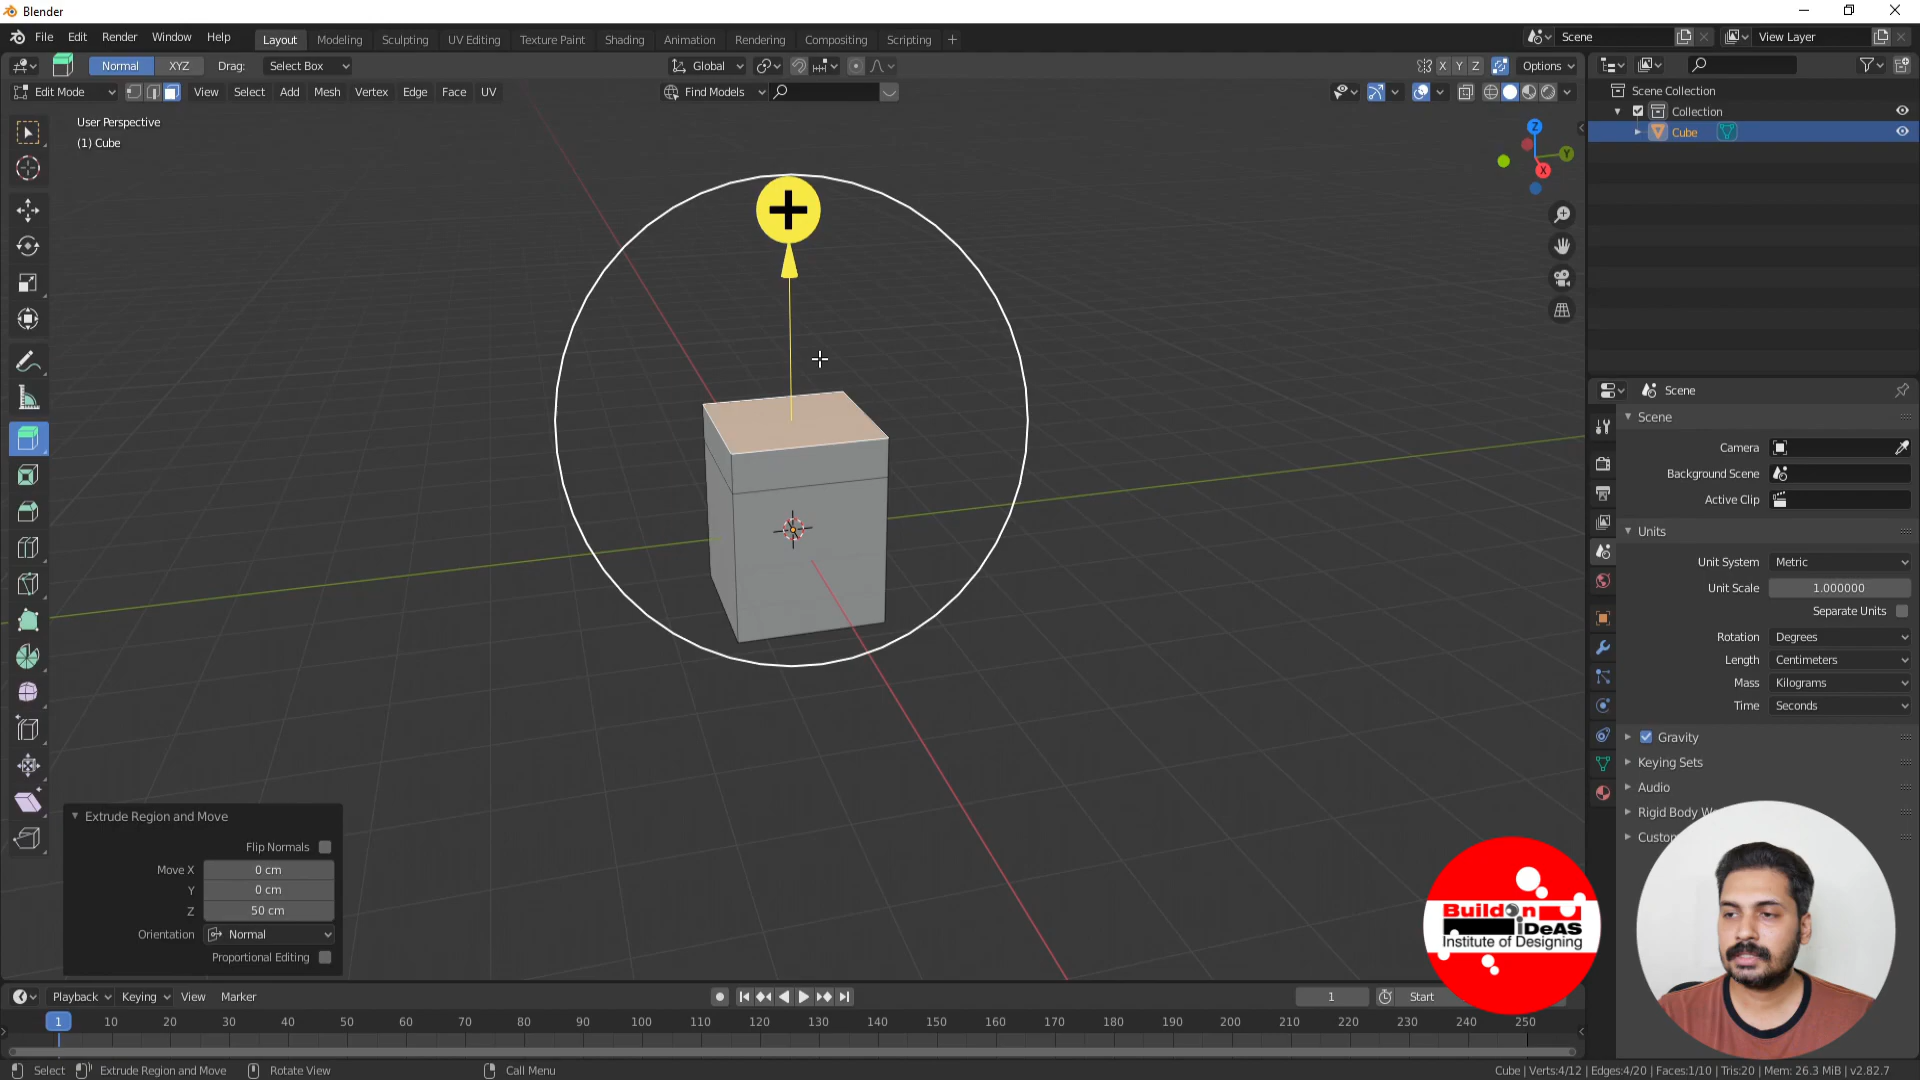 Blender
File Edit Render Window Help Layout Modeling Sculpting UV Editing Texture Paint Shading Animation Rendering Compositing Scripting + Scene View Layer
Normal XYZ Drag: Select Box Global X Y Z Options
Edit Mode View Select Add Mesh Vertex Edge Face UV Find Models
Scene Collection
Collection
Cube
User Perspective
(1) Cube
Z
Y
X
Scene
Scene
Camera
Background Scene
Active Clip
Units
Unit System Metric
Unit Scale 1.000000
Separate Units
Rotation Degrees
Length Centimeters
Mass Kilograms
Time Seconds
Gravity
Keying Sets
Audio
Rigid Body
Custom
Extrude Region and Move
Flip Normals
Move X 0 cm
Y 0 cm
Z 50 cm
Orientation Normal
Proportional Editing
Build on
iDeAS
Institute of Designing
Playback Keying View Marker 1 Start
1 10 20 30 40 50 60 70 80 90 100 110 120 130 140 150 160 170 180 190 200 210 220 230 240 250
Select Extrude Region and Move Rotate View Call Menu Cube | Verts:4/12 | Edges:4/20 | Faces:1/10 | Tris:20 | Mem: 26.3 MiB | v2.82.7